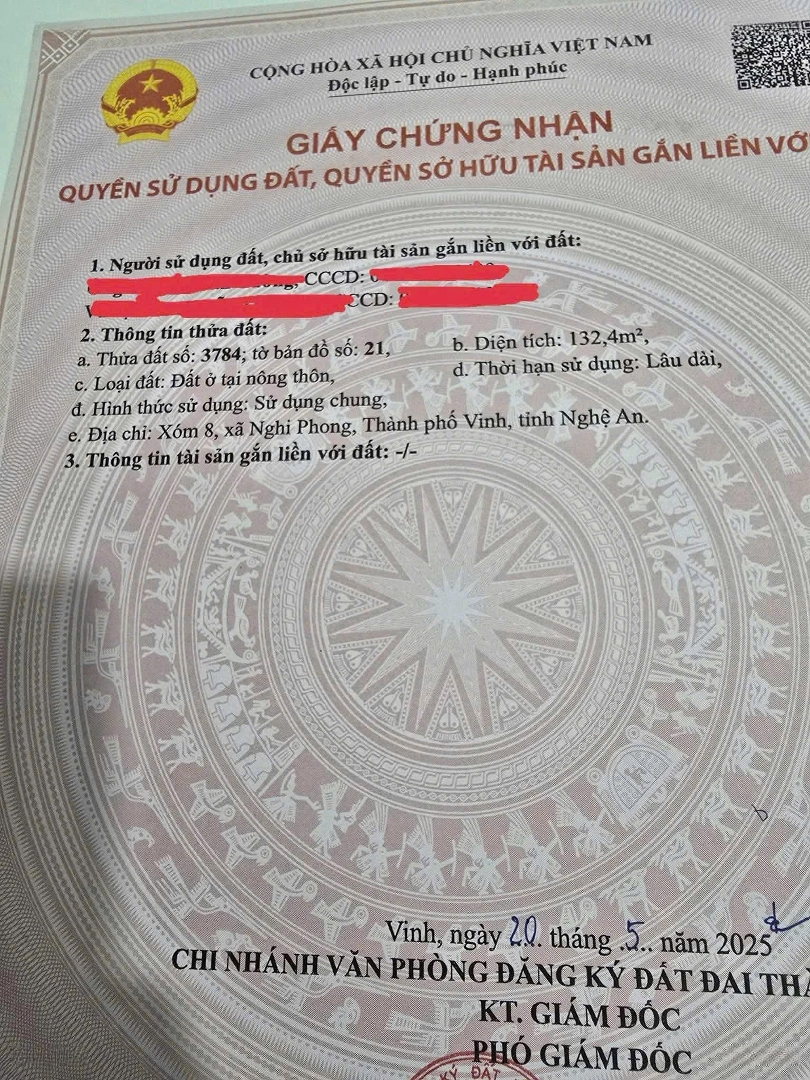 CỘNG HÒA XÃ HỘI CHỦ NGHĨA VIỆT NAM
Độc lập - Tự do - Hạnh phúc
GIẤY CHỨNG NHẬN
QUYỀN SỬ DỤNG ĐẤT, QUYỀN SỞ HỮU TÀI SẢN GẮN LIỀN VỚ
1. Người sử dụng đất, chủ sở hữu tài sản gắn liền với đất:
CCCD:
CCD:
2. Thông tin thửa đất:
a. Thửa đất số: 3784; tờ bản đồ số: 21, b. Diện tích: 132,4m²,
c. Loại đất: Đất ở tại nông thôn, d. Thời hạn sử dụng: Lâu dài,
đ. Hình thức sử dụng: Sử dụng chung,
e. Địa chỉ: Xóm 8, xã Nghi Phong, Thành phố Vinh, tỉnh Nghệ An.
3. Thông tin tài sản gắn liền với đất: -/-
Vinh, ngày 20. tháng .5.. năm 2025
CHI NHÁNH VĂN PHÒNG ĐĂNG KÝ ĐẤT ĐAI THÀ
KT. GIÁM ĐỐC
PHÓ GIÁM ĐỐC
KÝ ĐẤT